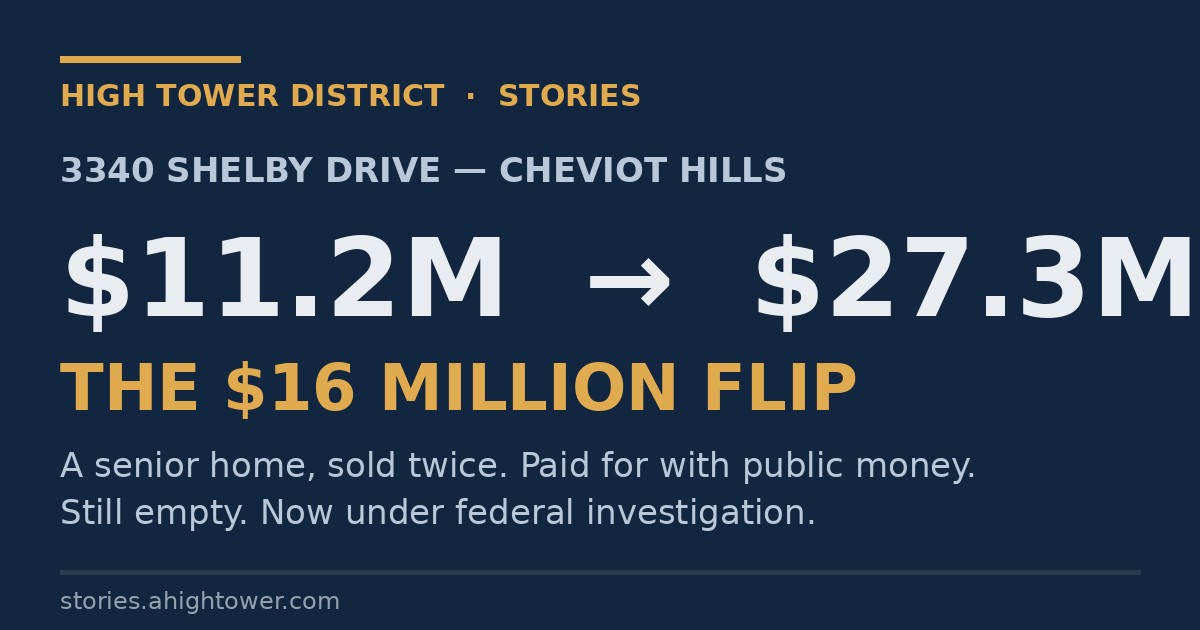 HIGH TOWER DISTRICT · STORIES
3340 SHELBY DRIVE — CHEVIOT HILLS
$11.2M → $27.3M
THE $16 MILLION FLIP
A senior home, sold twice. Paid for with public money.
Still empty. Now under federal investigation.
stories.ahightower.com